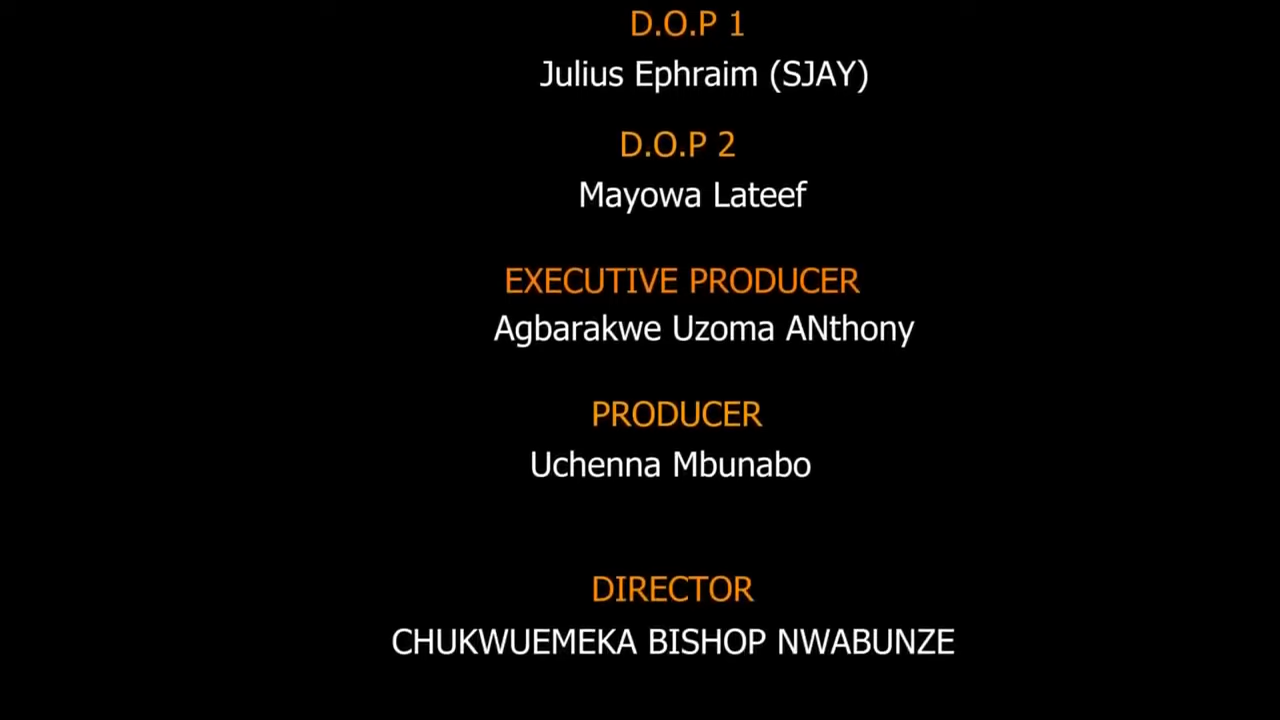 D.O.P 1
Julius Ephraim (SJAY)
D.O.P 2
Mayowa Lateef
EXECUTIVE PRODUCER
Agbarakwe Uzoma ANthony
PRODUCER
Uchenna Mbunabo
DIRECTOR
CHUKWUEMEKA BISHOP NWABUNZE